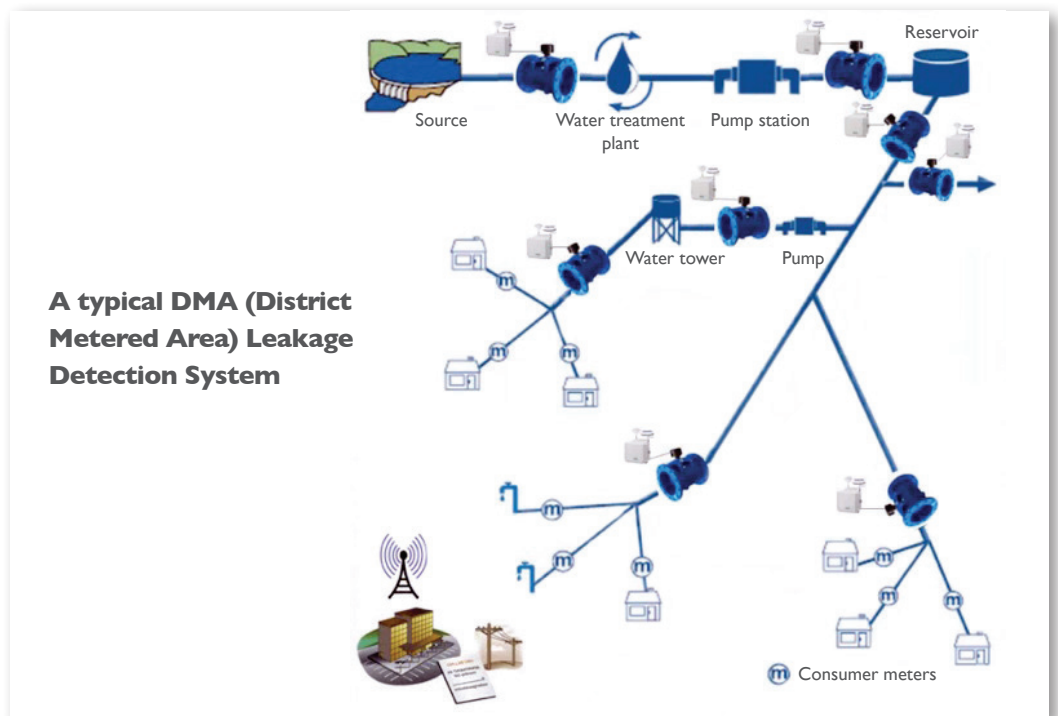 Reservoir
Source
Water treatment
plant
Pump station
Water tower
Pump
A typical DMA (District
Metered Area) Leakage
Detection System
m
m
m
m
m
m
m
m
m
m Consumer meters